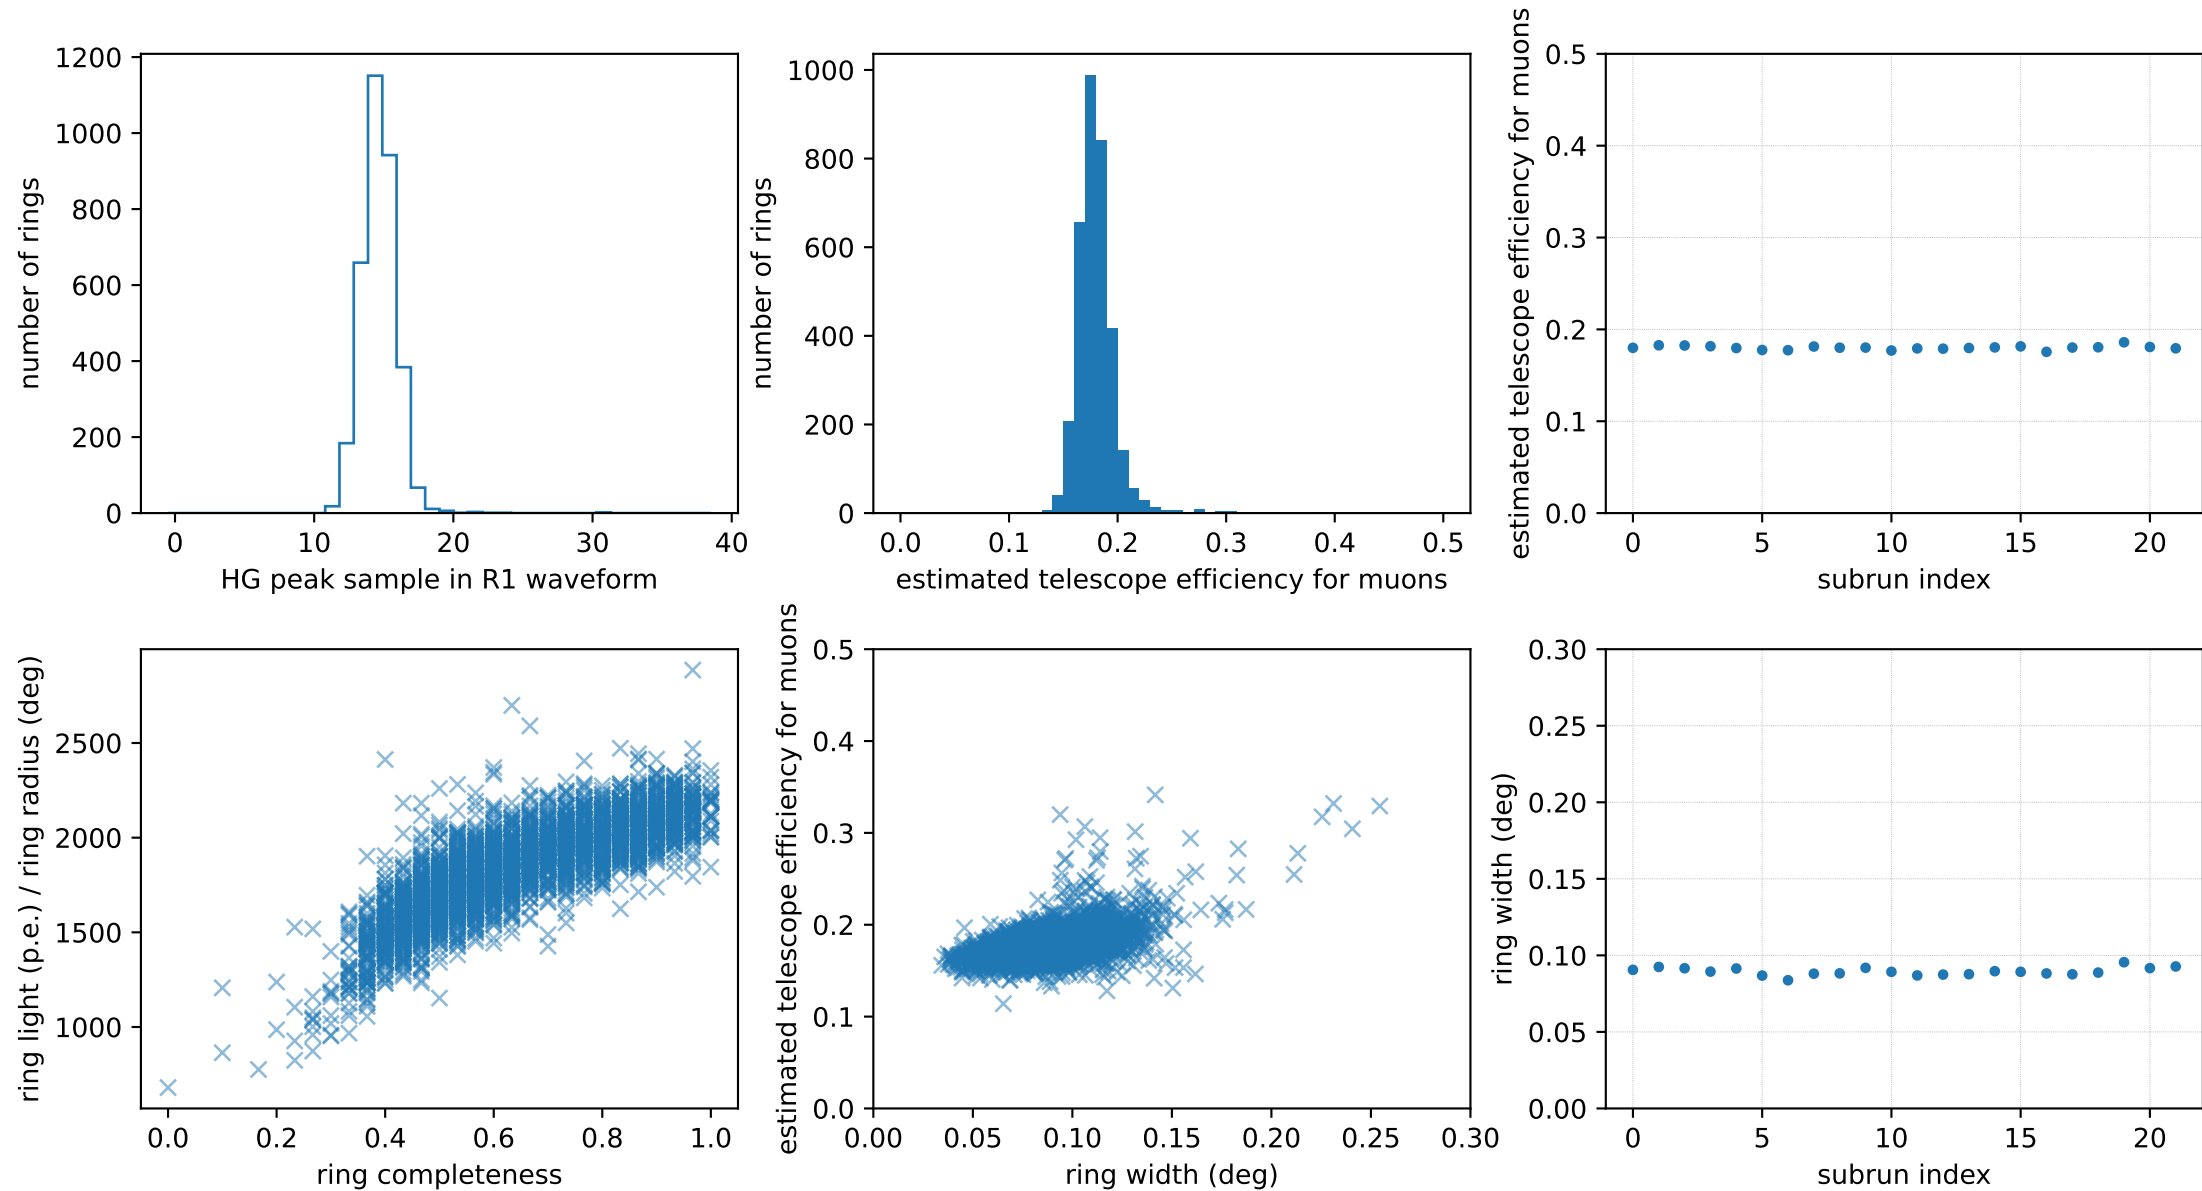 1200
1000
800
600
400
200
0
number of rings
0 10 20 30 40
HG peak sample in R1 waveform
1000
800
600
400
200
0
number of rings
0.0 0.1 0.2 0.3 0.4 0.5
estimated telescope efficiency for muons
0.5
0.4
0.3
0.2
0.1
0.0
estimated telescope efficiency for muons
0 5 10 15 20
subrun index
2500
2000
1500
1000
ring light (p.e.) / ring radius (deg)
0.0 0.2 0.4 0.6 0.8 1.0
ring completeness
0.5
0.4
0.3
0.2
0.1
0.0
estimated telescope efficiency for muons
0.00 0.05 0.10 0.15 0.20 0.25 0.30
ring width (deg)
0.30
0.25
0.20
0.15
0.10
0.05
0.00
ring width (deg)
0 5 10 15 20
subrun index